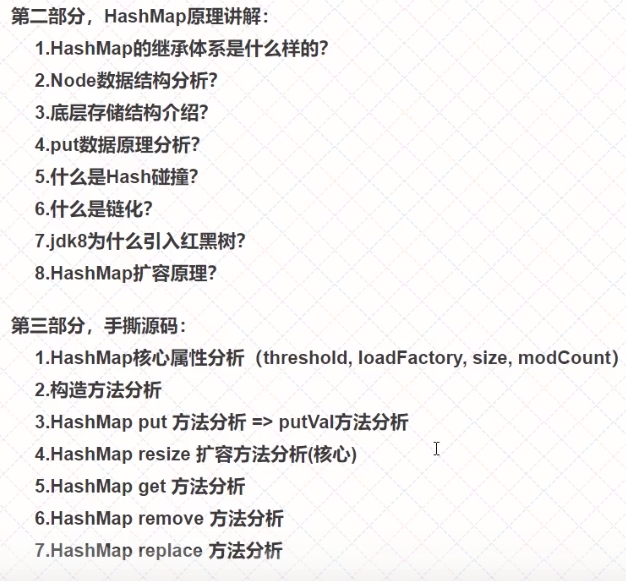 第二部分，HashMap原理讲解：
1.HashMap的继承体系是什么样的？
2.Node数据结构分析？
3.底层存储结构介绍？
4.put数据原理分析？
5.什么是Hash碰撞？
6.什么是链化？
7.jdk8为什么引入红黑树？
8.HashMap扩容原理？
第三部分，手撕源码：
1.HashMap核心属性分析（threshold, loadFactory, size, modCount）
2.构造方法分析
3.HashMap put 方法分析 => putVal方法分析
4.HashMap resize 扩容方法分析(核心)
5.HashMap get 方法分析
6.HashMap remove 方法分析
7.HashMap replace 方法分析